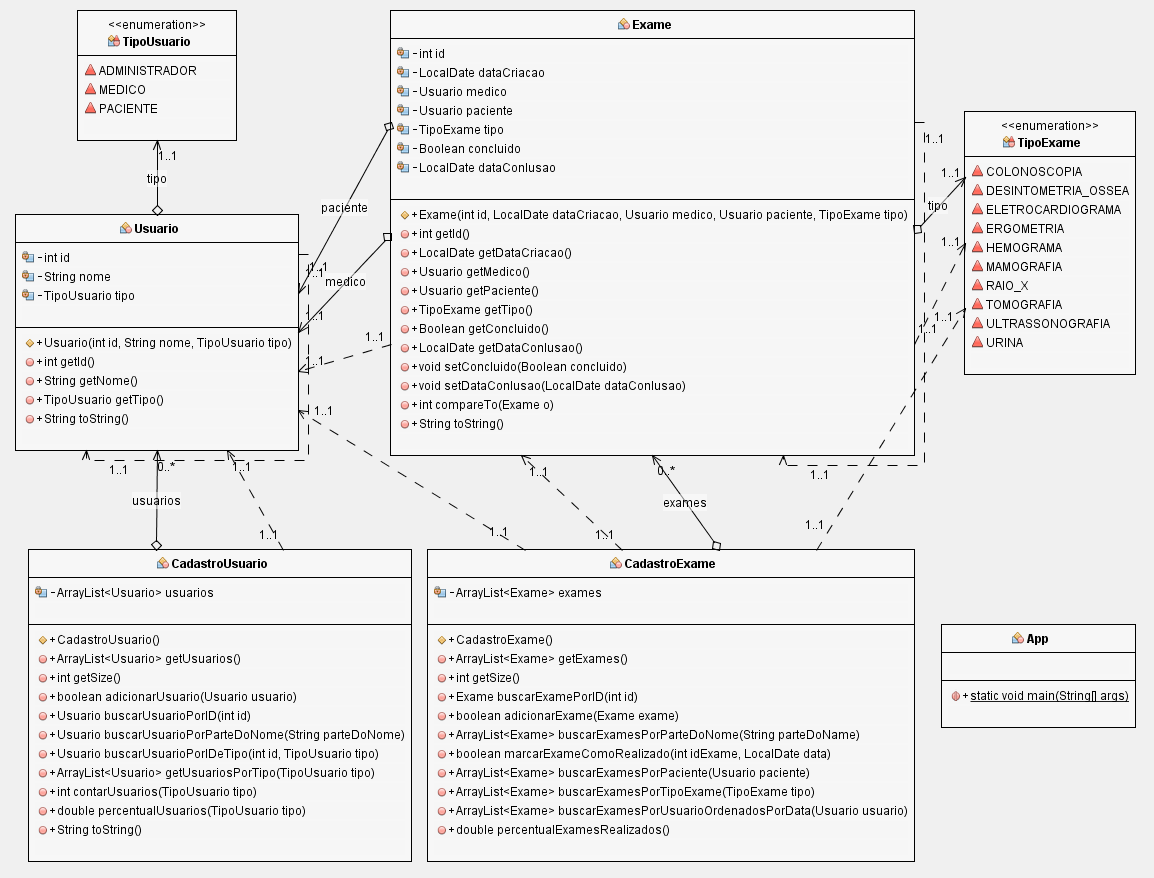 <<enumeration>>
TipoUsuario
ADMINISTRADOR
MEDICO
PACIENTE
1..1
tipo
Usuario
-int id
-String nome
-TipoUsuario tipo
+Usuario(int id, String nome, TipoUsuario tipo)
+int getId()
+String getNome()
+TipoUsuario getTipo()
+String toString()
Exame
-int id
-LocalDate dataCriacao
-Usuario medico
-Usuario paciente
-TipoExame tipo
-Boolean concluido
-LocalDate dataConlusao
+Exame(int id, LocalDate dataCriacao, Usuario medico, Usuario paciente, TipoExame tipo)
+int getId()
+LocalDate getDataCriacao()
+Usuario getMedico()
+Usuario getPaciente()
+TipoExame getTipo()
+Boolean getConcluido()
+LocalDate getDataConlusao()
+void setConcluido(Boolean concluido)
+void setDataConlusao(LocalDate dataConlusao)
+int compareTo(Exame o)
+String toString()
<<enumeration>>
TipoExame
COLONOSCOPIA
DESINTOMETRIA_OSSEA
ELETROCARDIOGRAMA
ERGOMETRIA
HEMOGRAMA
MAMOGRAFIA
RAIO_X
TOMOGRAFIA
ULTRASSONOGRAFIA
URINA
paciente
medico
1..1
1..1
1..1
1..1
1..1
1..1
1..1
1..1
tipo
1..1
1..1
1..1
1..1
1..1
0..*
1..1
usuarios
1..1
1..1
0..*
1..1
exames
1..1
1..1
1..1
CadastroUsuario
-ArrayList<Usuario> usuarios
+CadastroUsuario()
+ArrayList<Usuario> getUsuarios()
+int getSize()
+boolean adicionarUsuario(Usuario usuario)
+Usuario buscarUsuarioPorID(int id)
+Usuario buscarUsuarioPorParteDoNome(String parteDoNome)
+Usuario buscarUsuarioPorIDeTipo(int id, TipoUsuario tipo)
+ArrayList<Usuario> getUsuariosPorTipo(TipoUsuario tipo)
+int contarUsuarios(TipoUsuario tipo)
+double percentualUsuarios(TipoUsuario tipo)
+String toString()
CadastroExame
-ArrayList<Exame> exames
+CadastroExame()
+ArrayList<Exame> getExames()
+int getSize()
+Exame buscarExamePorID(int id)
+boolean adicionarExame(Exame exame)
+ArrayList<Exame> buscarExamesPorParteDoNome(String parteDoName)
+boolean marcarExameComoRealizado(int idExame, LocalDate data)
+ArrayList<Exame> buscarExamesPorPaciente(Usuario paciente)
+ArrayList<Exame> buscarExamesPorTipoExame(TipoExame tipo)
+ArrayList<Exame> buscarExamesPorUsuarioOrdenadosPorData(Usuario usuario)
+double percentualExamesRealizados()
App
+static void main(String[] args)